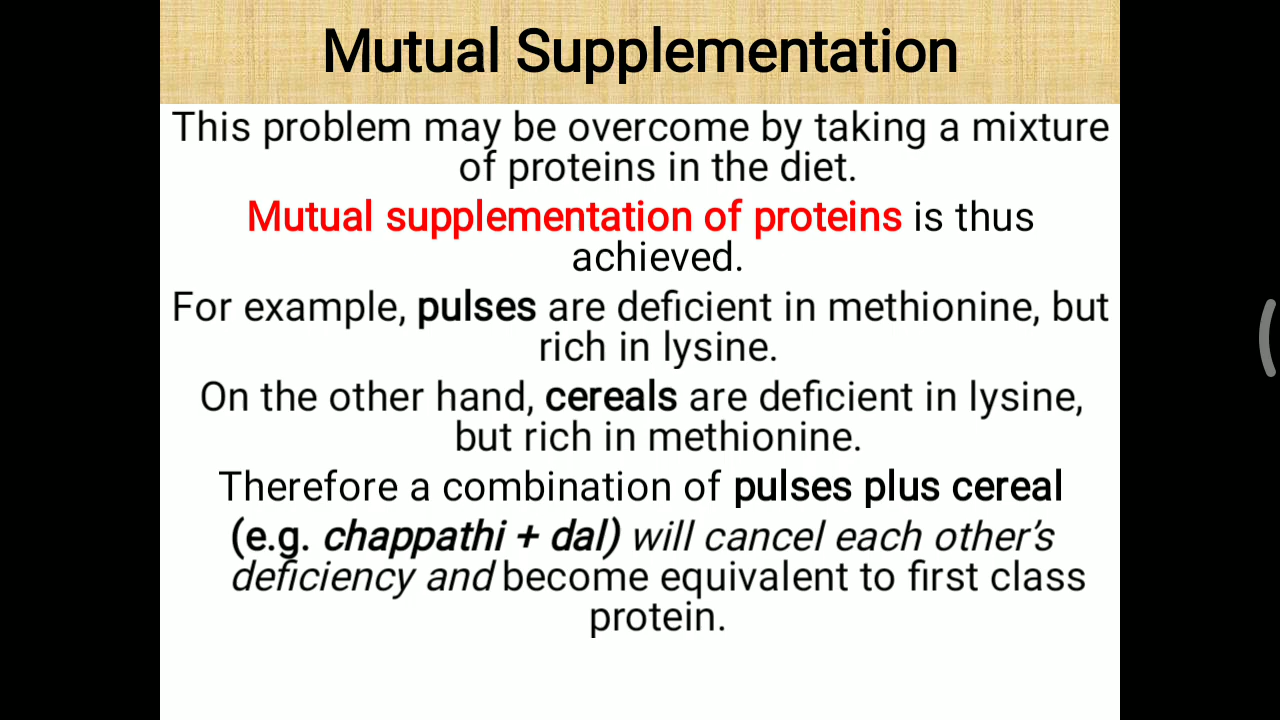 Mutual Supplementation
This problem may be overcome by taking a mixture
of proteins in the diet.
Mutual supplementation of proteins is thus
achieved.
For example, pulses are deficient in methionine, but
rich in lysine.
On the other hand, cereals are deficient in lysine,
but rich in methionine.
Therefore a combination of pulses plus cereal
(e.g. chappathi + dal) will cancel each other’s
deficiency and become equivalent to first class
protein.